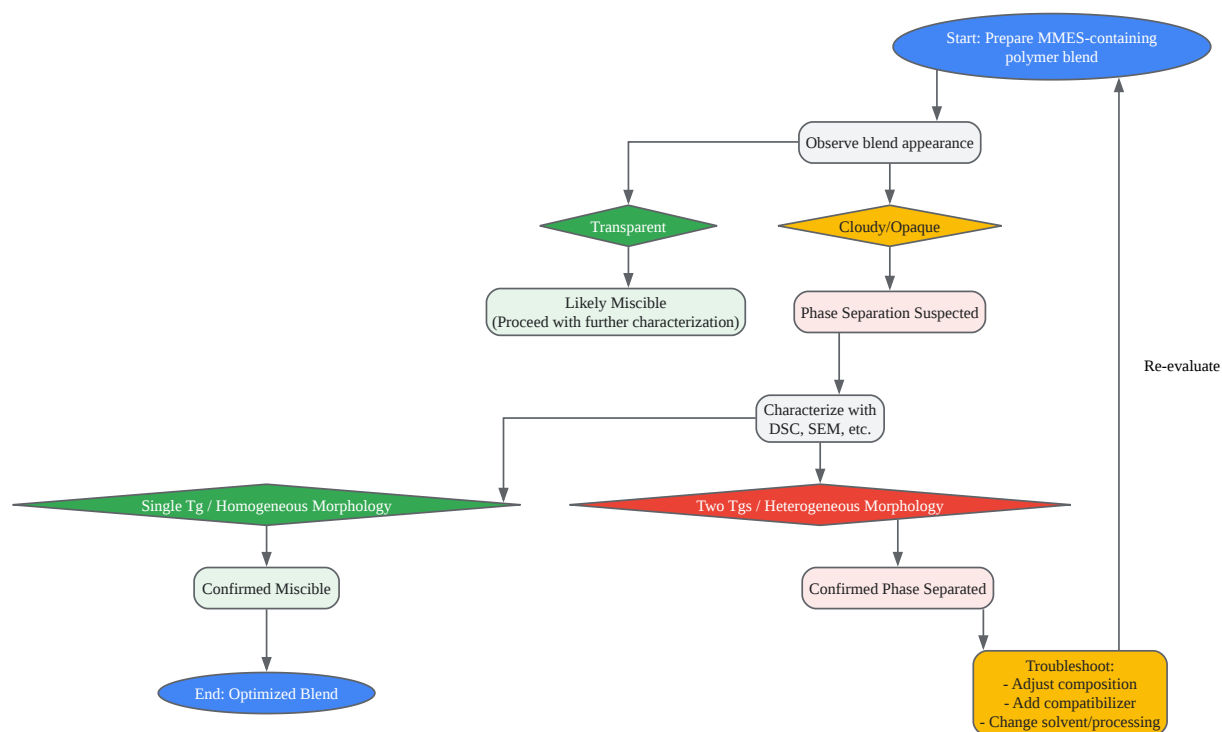 Start: Prepare MMES-containing
polymer blend
Observe blend appearance
Transparent
Cloudy/Opaque
Likely Miscible
(Proceed with further characterization)
Phase Separation Suspected
Re-evaluate
Characterize with
DSC, SEM, etc.
Single Tg / Homogeneous Morphology
Two Tgs / Heterogeneous Morphology
Confirmed Miscible
Confirmed Phase Separated
End: Optimized Blend
Troubleshoot:
- Adjust composition
- Add compatibilizer
- Change solvent/processing